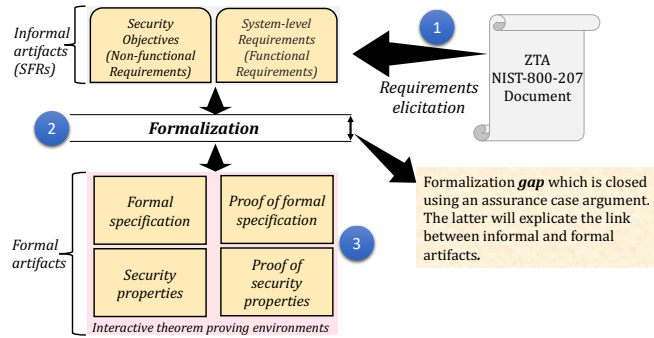 Informal
artifacts
(SFRs)
Security
Objectives
(Non-functional
Requirements)
System-level
Requirements
(Functional
Requirements)
1
Requirements
elicitation
ZTA
NIST-800-207
Document
2
Formalization
Formalization gap which is closed
using an assurance case argument.
The latter will explicate the link
between informal and formal
artifacts.
Formal
artifacts
Formal
specification
Proof of formal
specification
Security
properties
Proof of
security
properties
3
Interactive theorem proving environments